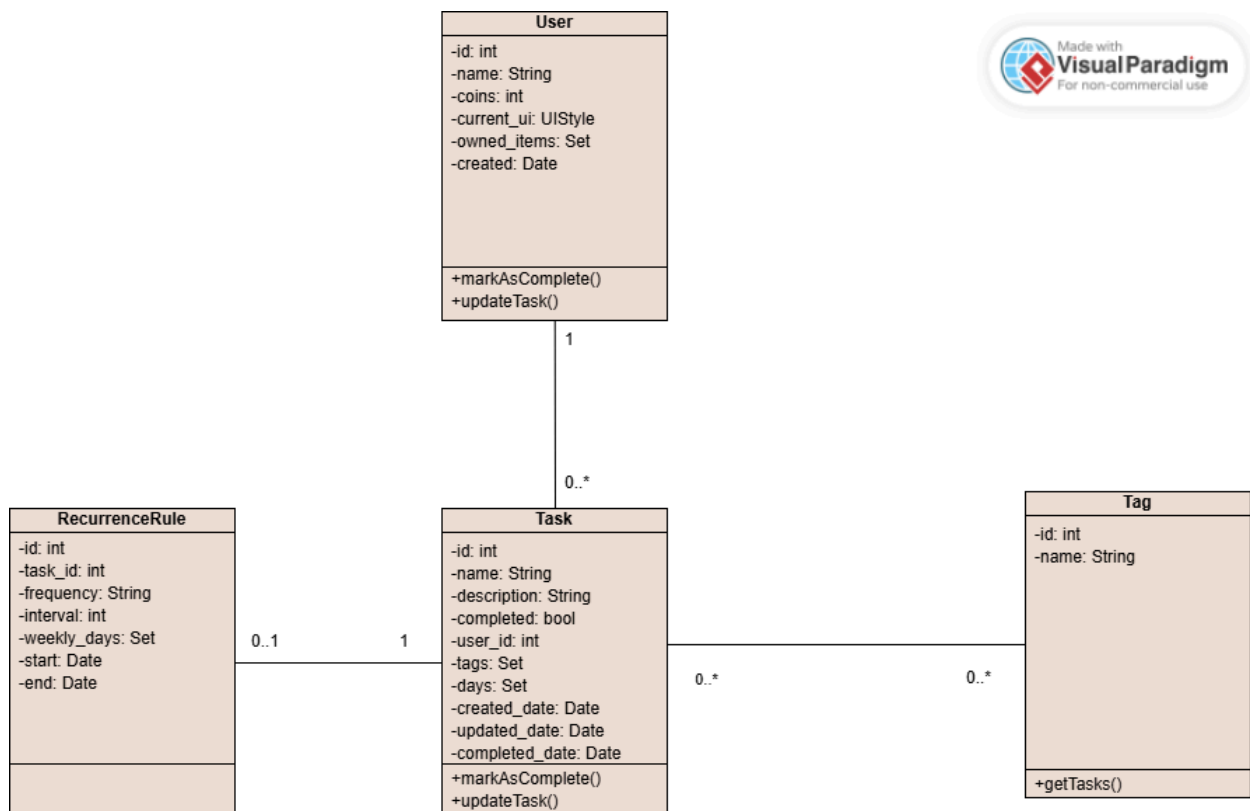 User
-id: int
-name: String
-coins: int
-current_ui: UIStyle
-owned_items: Set
-created: Date
+markAsComplete()
+updateTask()
Made with
Visual Paradigm
For non-commercial use
1
0..*
RecurrenceRule
-id: int
-task_id: int
-frequency: String
-interval: int
-weekly_days: Set
-start: Date
-end: Date
0..1
1
Task
-id: int
-name: String
-description: String
-completed: bool
-user_id: int
-tags: Set
-days: Set
-created_date: Date
-updated_date: Date
-completed_date: Date
+markAsComplete()
+updateTask()
0..*
0..*
Tag
-id: int
-name: String
+getTasks()